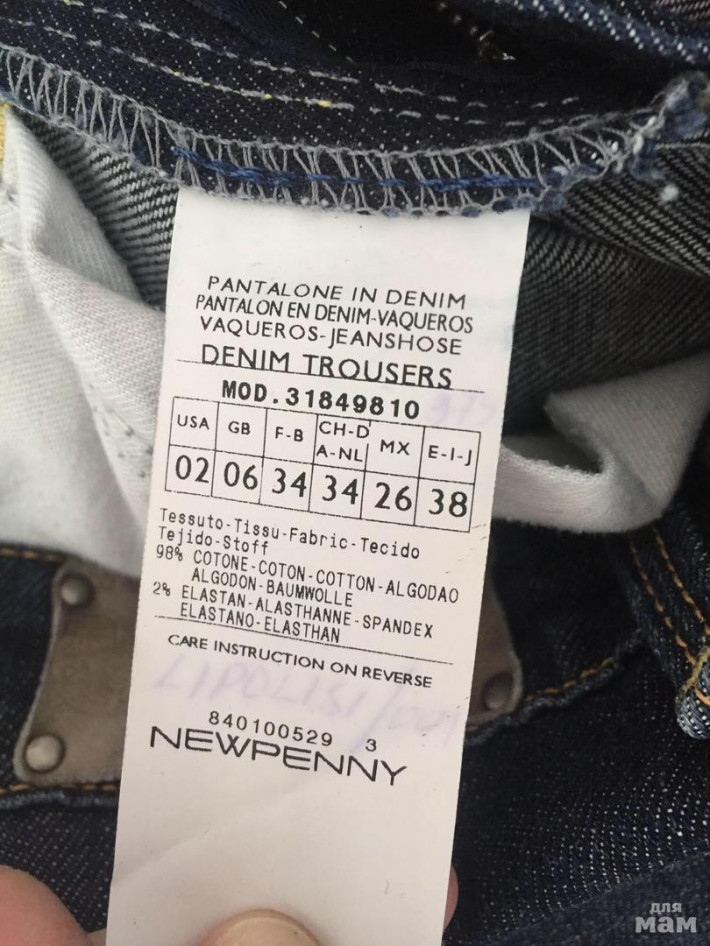 PANTALONE IN DENIM
PANTALON EN DENIM-VAQUEROS
VAQUEROS-JEANSHOSE
DENIM TROUSERS
MOD.31849810
USA GB F-B CH-D A-NL MX E-I-J
02 06 34 34 26 38
Tessuto-Tissu-Fabric-Tecido
Tejido-Stoff
98% COTONE-COTON-COTTON-ALGODAO
ALGODON-BAUMWOLLE
2% ELASTAN-ALASTHANNE-SPANDEX
ELASTANO-ELASTHAN
CARE INSTRUCTION ON REVERSE
840100529 3
NEWPENNY
для
мам